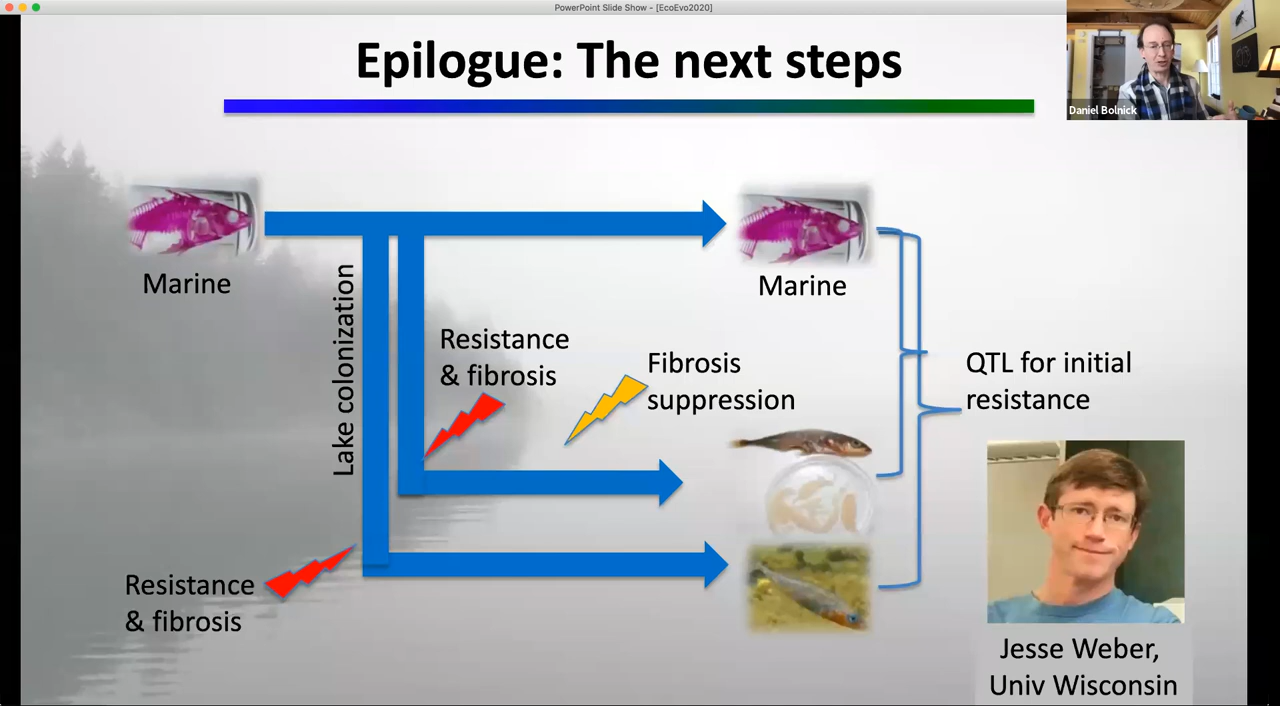 PowerPoint Slide Show - [EcoEvo2020]
Epilogue: The next steps
Daniel Bolnick
Marine
Marine
Lake colonization
Resistance
& fibrosis
Fibrosis
suppression
QTL for initial
resistance
Resistance
& fibrosis
Jesse Weber,
Univ Wisconsin